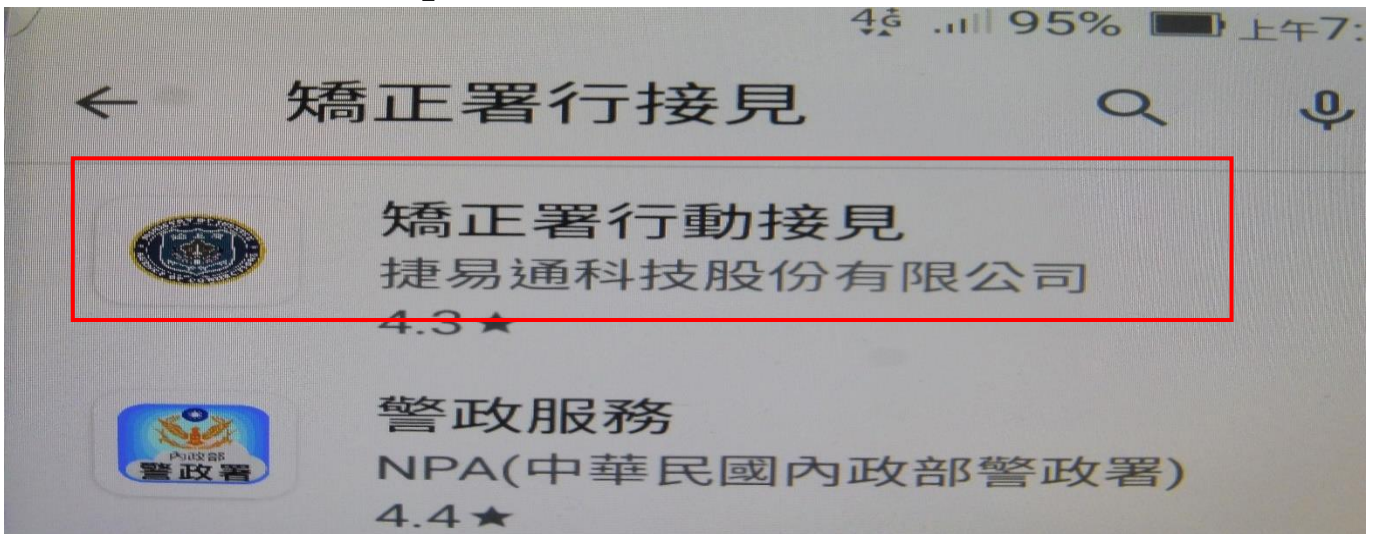 4G 95% 上午7:
矯正署行接見
矯正署行動接見
捷易通科技股份有限公司
4.3★
警政服務
NPA(中華民國內政部警政署)
內政部
警政署
4.4★